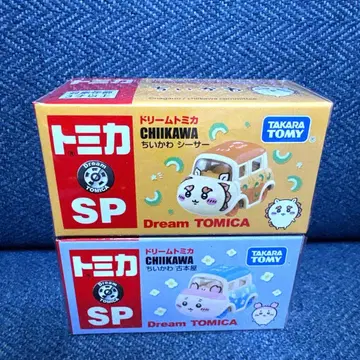 トミカ
Dream
TOMICA
SP
ドリームトミカ
CHIIKAWA
ちいかわ シーサー
TAKARA
TOMY
Dream TOMICA
トミカ
Dream
TOMICA
SP
ドリームトミカ
CHIIKAWA
ちいかわ 古本屋
TAKARA
TOMY
Dream TOMICA